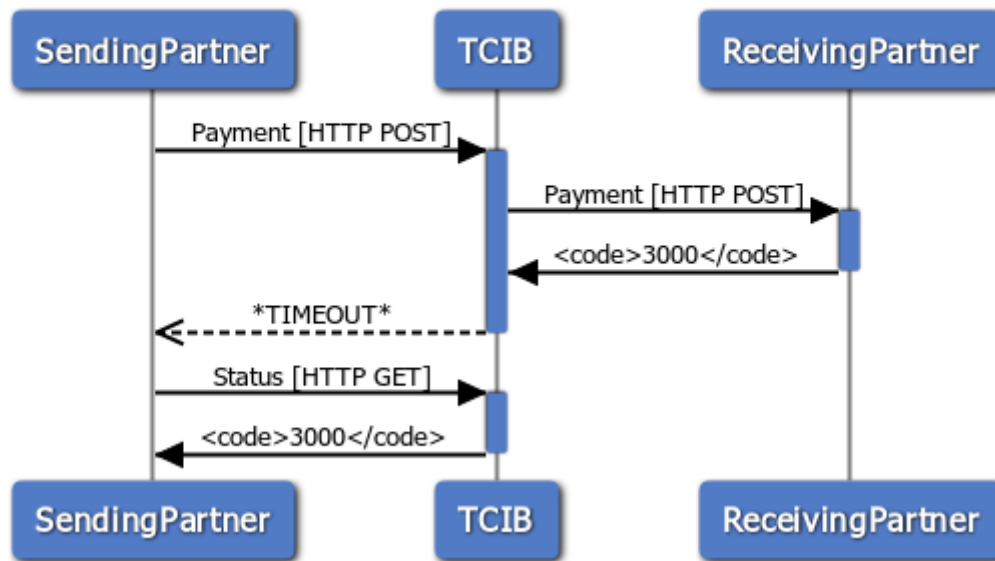 SendingPartner
TCIB
ReceivingPartner
Payment [HTTP POST]
Payment [HTTP POST]
<code>3000</code>
*TIMEOUT*
Status [HTTP GET]
<code>3000</code>
SendingPartner
TCIB
ReceivingPartner